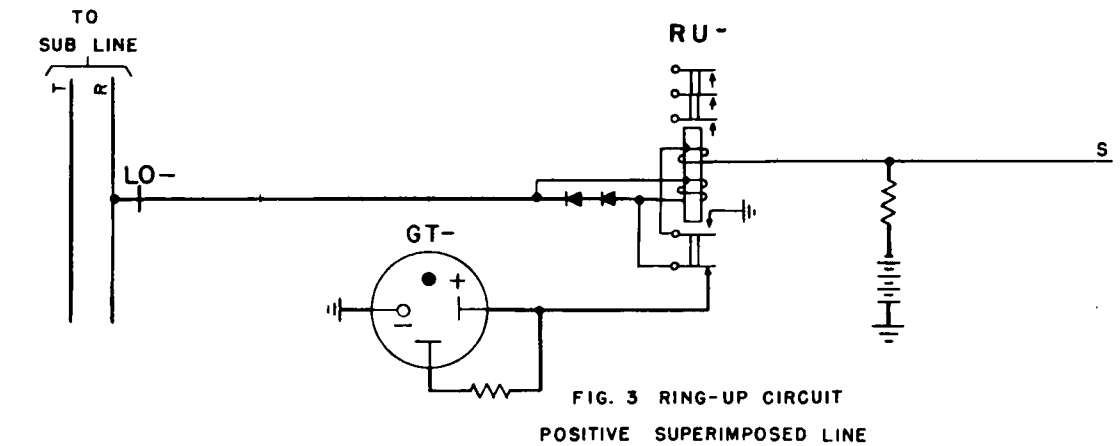 TO
SUB LINE
T
R
LO-
RU-
S
GT-
+
-
FIG. 3 RING-UP CIRCUIT
POSITIVE SUPERIMPOSED LINE